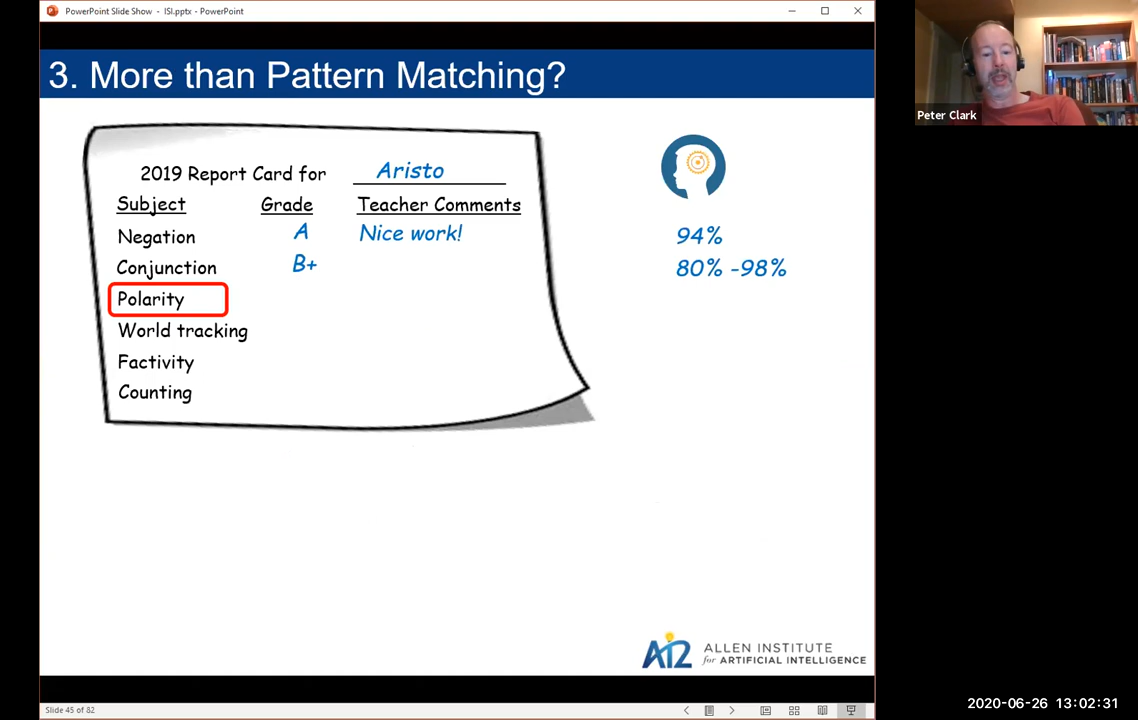 PowerPoint Slide Show - ISI.pptx - PowerPoint
3. More than Pattern Matching?
2019 Report Card for Aristo
Subject Grade Teacher Comments
Negation A Nice work! 94%
Conjunction B+ 80% -98%
Polarity
World tracking
Factivity
Counting
AI2 ALLEN INSTITUTE
for ARTIFICIAL INTELLIGENCE
Slide 45 of 82
Peter Clark
2020-06-26 13:02:31